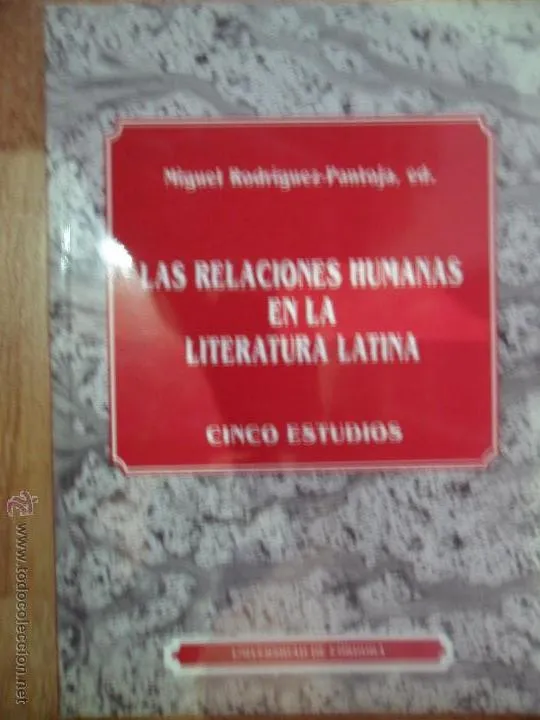 Miguel Rodríguez-Pantoja, ed.
LAS RELACIONES HUMANAS
EN LA
LITERATURA LATINA
CINCO ESTUDIOS
UNIVERSIDAD DE CÓRDOBA
www.todocoleccion.net